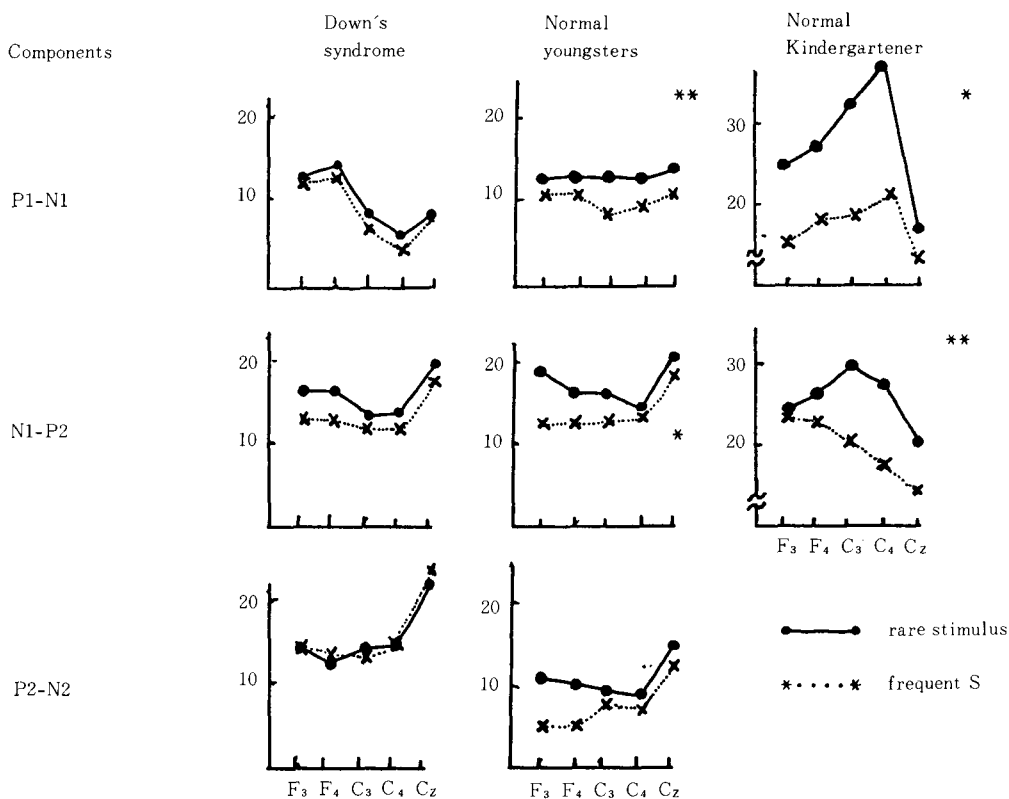 Components
Down's syndrome
Normal youngsters
Normal Kindergartener
P1-N1
20
10
20
10
**
30
20
*
N1-P2
20
10
20
10
*
30
20
**
F3 F4 C3 C4 Cz
P2-N2
20
10
F3 F4 C3 C4 Cz
20
10
F3 F4 C3 C4 Cz
rare stimulus
frequent S